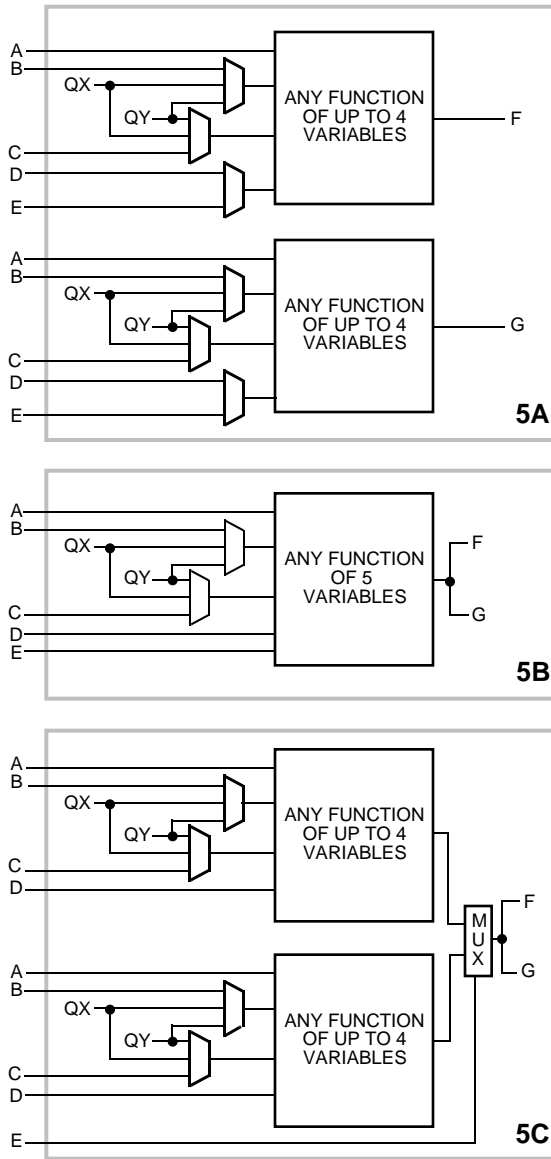 A
B
QX
QY
C
D
E
ANY FUNCTION
OF UP TO 4
VARIABLES
F
A
B
QX
QY
C
D
E
ANY FUNCTION
OF UP TO 4
VARIABLES
G
5A
A
B
QX
QY
C
D
E
ANY FUNCTION
OF 5
VARIABLES
F
G
5B
A
B
QX
QY
C
D
ANY FUNCTION
OF UP TO 4
VARIABLES
M
U
X
F
G
A
B
QX
QY
C
D
E
ANY FUNCTION
OF UP TO 4
VARIABLES
5C